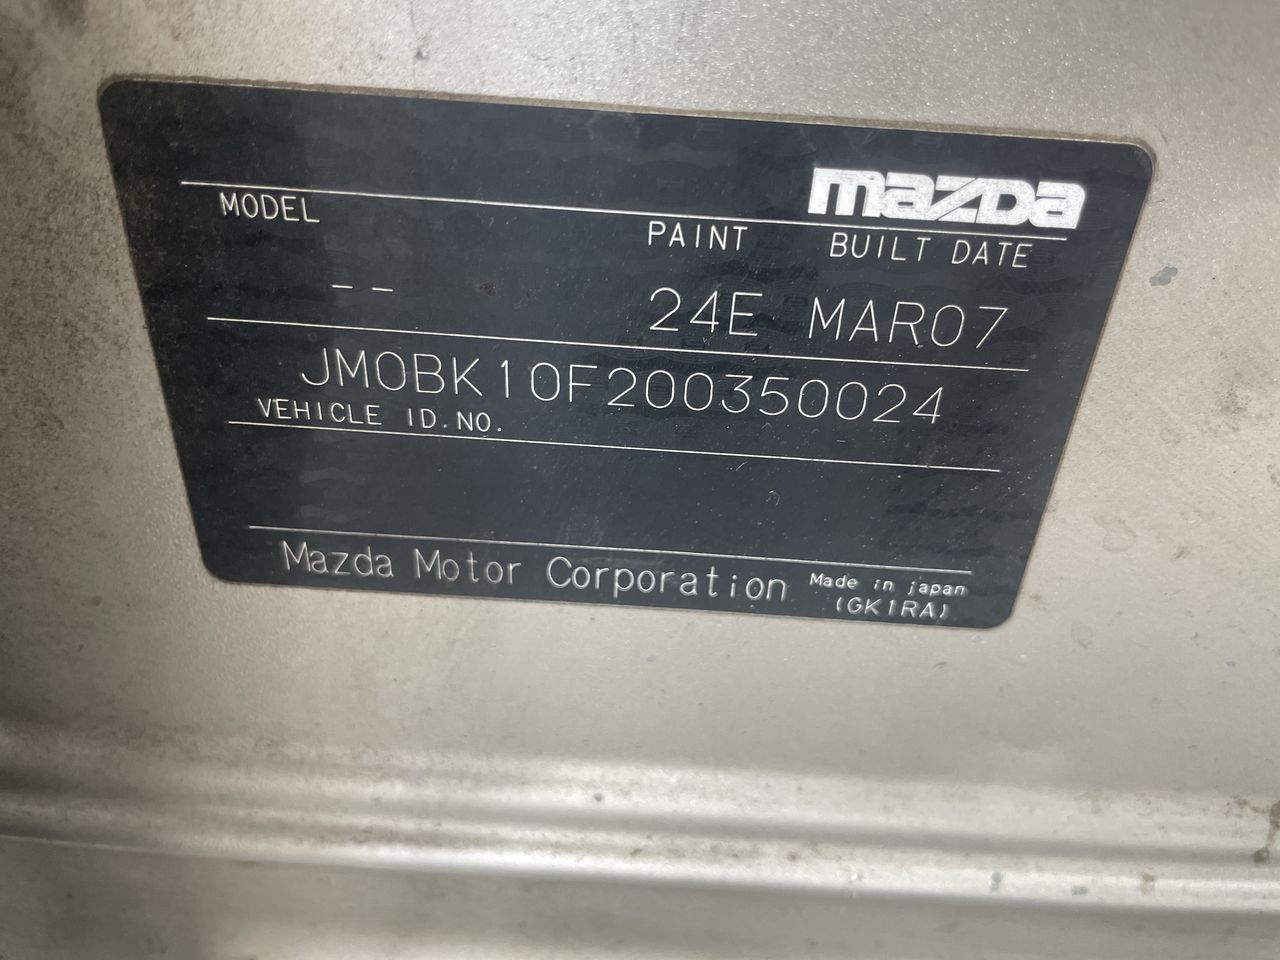 mazda
MODEL PAINT BUILT DATE
-- 24E MAR07
JM0BK10F200350024
VEHICLE ID.NO.
Mazda Motor Corporation Made in japan
(GK1RA)